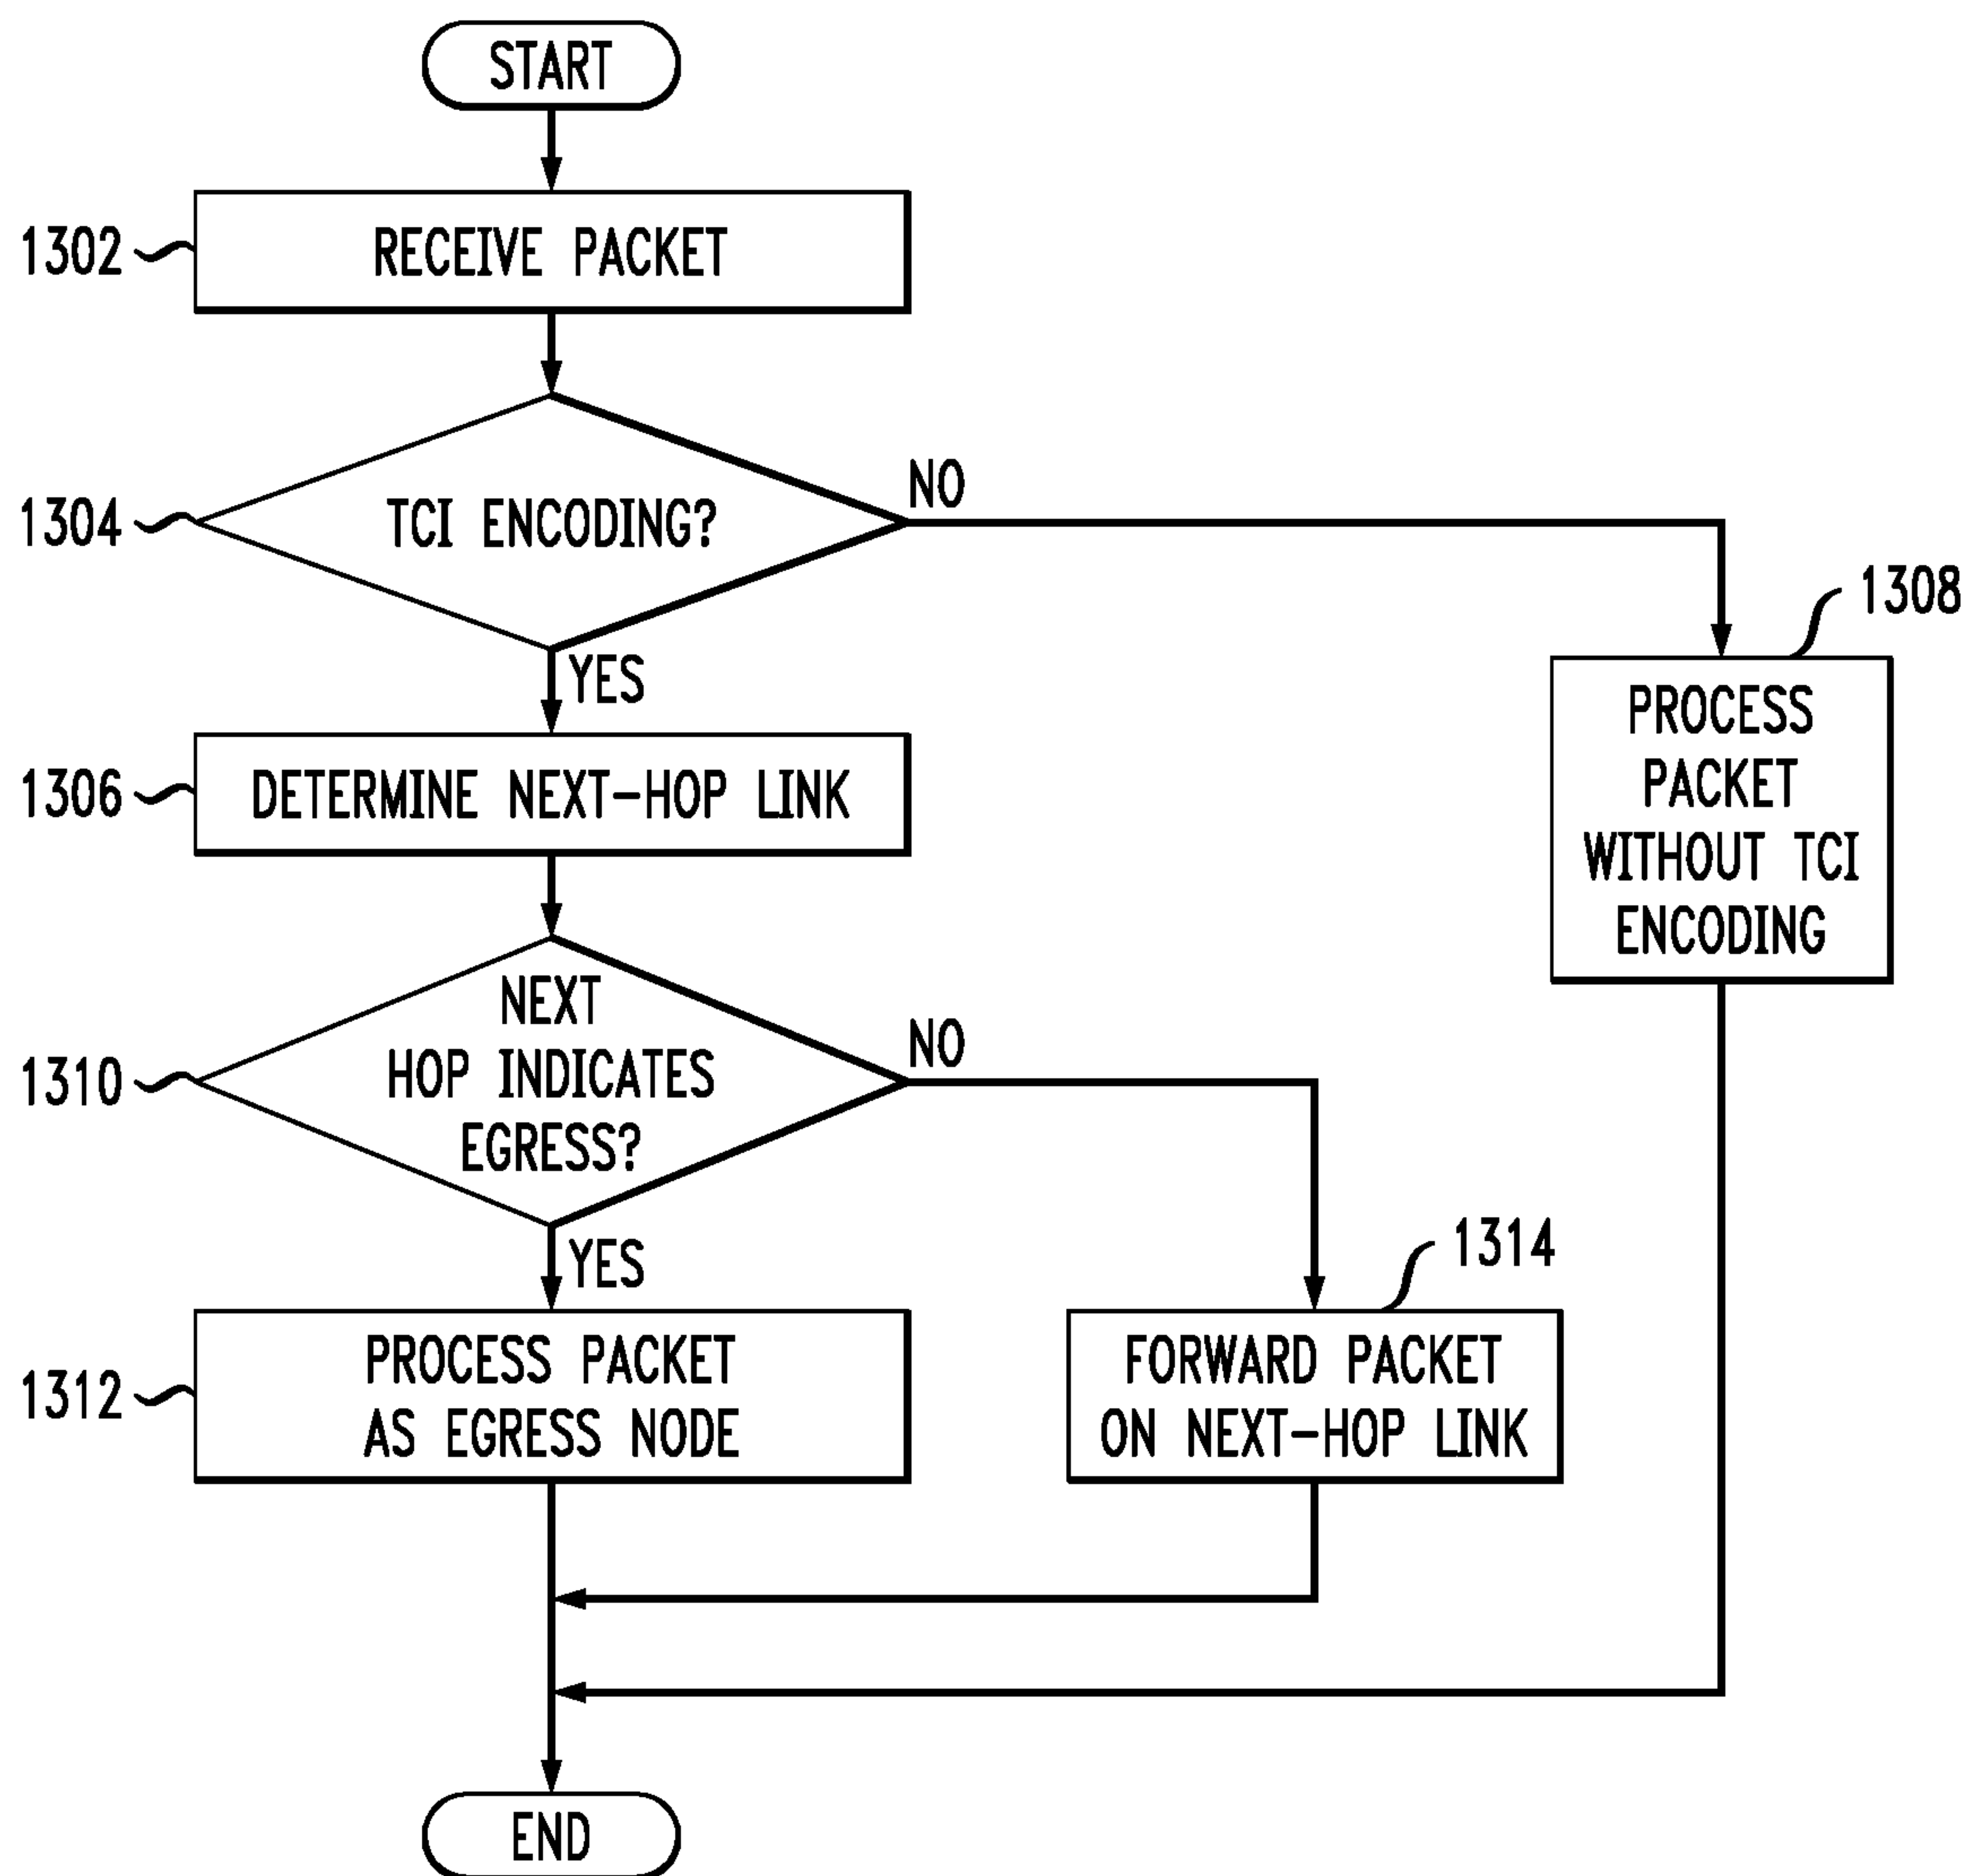 START
1302
RECEIVE PACKET
1304
TCI ENCODING?
NO
YES
1308
PROCESS
PACKET
WITHOUT TCI
ENCODING
1306
DETERMINE NEXT-HOP LINK
1310
NEXT
HOP INDICATES
EGRESS?
NO
YES
1312
PROCESS PACKET
AS EGRESS NODE
1314
FORWARD PACKET
ON NEXT-HOP LINK
END